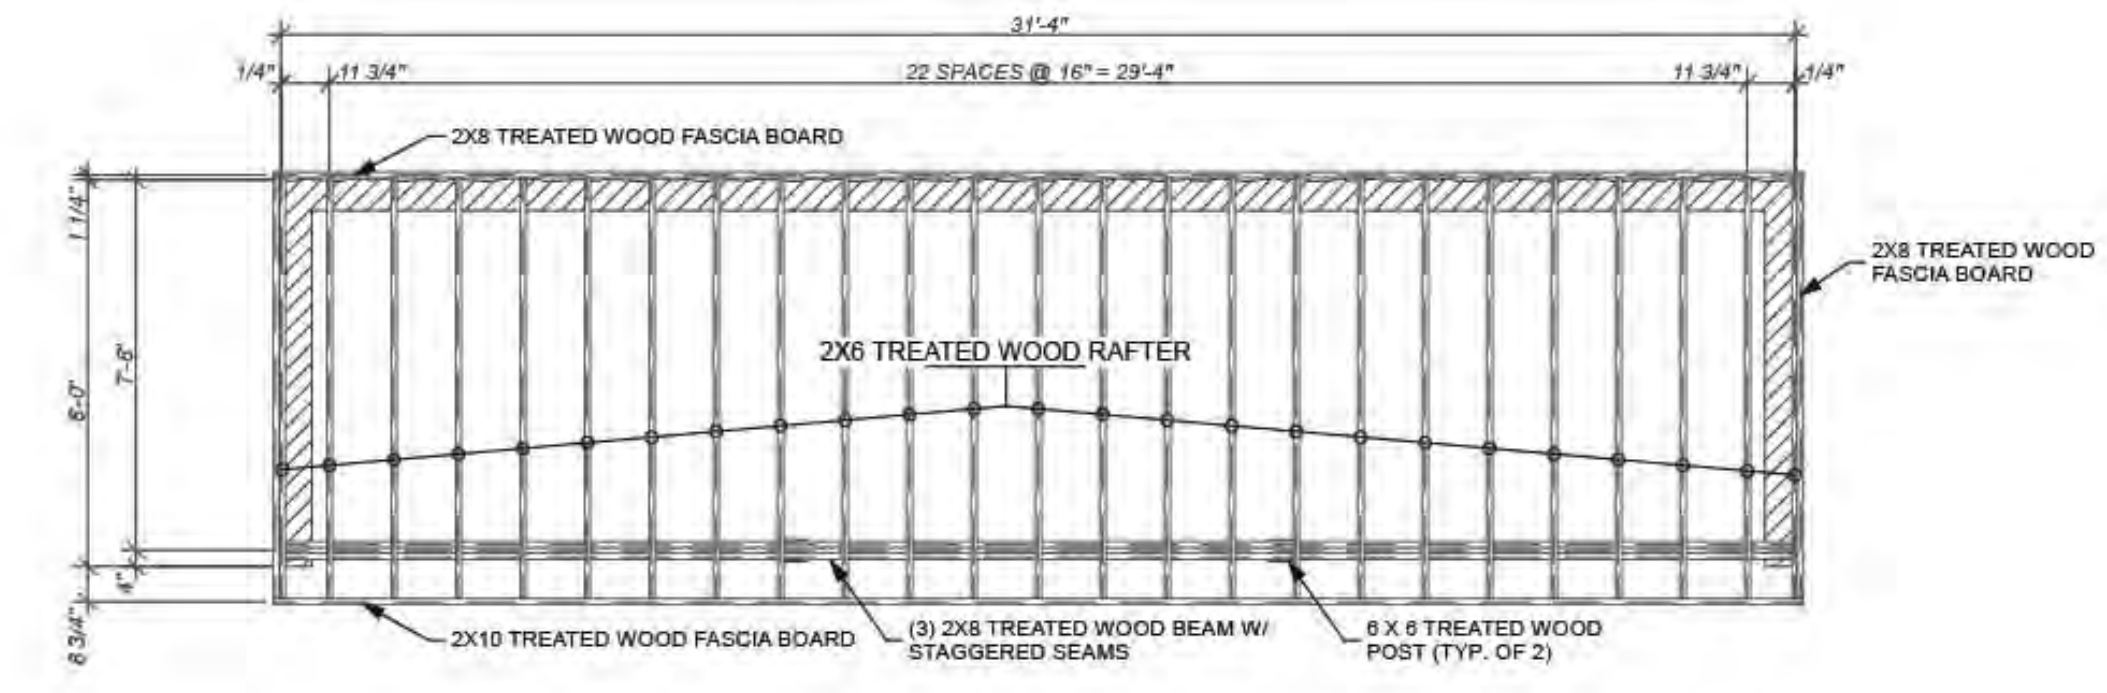 31'-4"
1/4"
11 3/4"
22 SPACES @ 16" = 29'-4"
11 3/4"
1/4"
2X8 TREATED WOOD FASCIA BOARD
1 1/4"
2X8 TREATED WOOD
FASCIA BOARD
7'-8"
2X6 TREATED WOOD RAFTER
8'-0"
4"
8 3/4"
2X10 TREATED WOOD FASCIA BOARD
(3) 2X8 TREATED WOOD BEAM W/
STAGGERED SEAMS
6 X 6 TREATED WOOD
POST (TYP. OF 2)